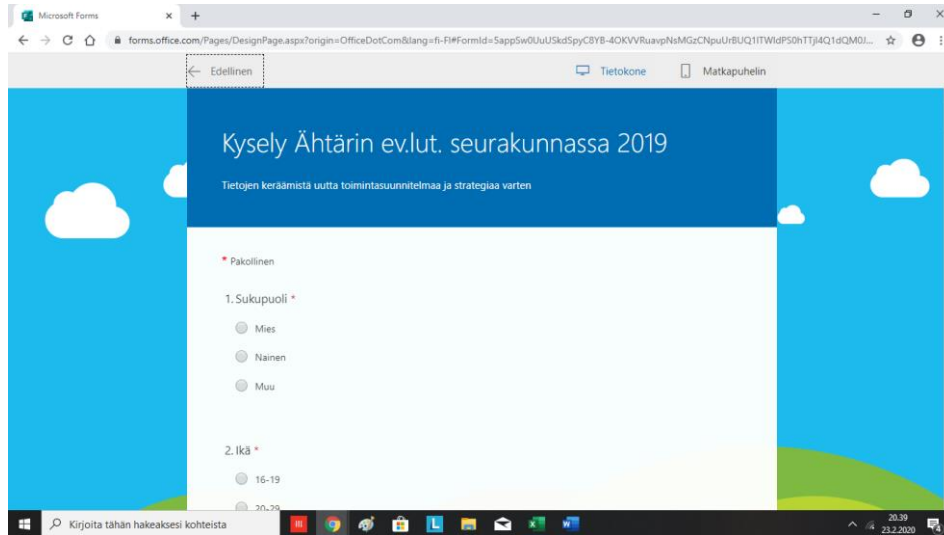 Microsoft Forms
forms.office.com/Pages/DesignPage.aspx?origin=OfficeDotCom&lang=fi-FI#FormId=
Edellinen
Tietokone
Matkapuhelin
Kysely Ähtärin ev.lut. seurakunnassa 2019
Tietojen keräämistä uutta toimintasuunnitelmaa ja strategiaa varten
* Pakollinen
1. Sukupuoli *
Mies
Nainen
Muu
2. Ikä *
16-19
20-29
Kirjoita tähän hakeaksesi kohteista
20.39
23.2.2020